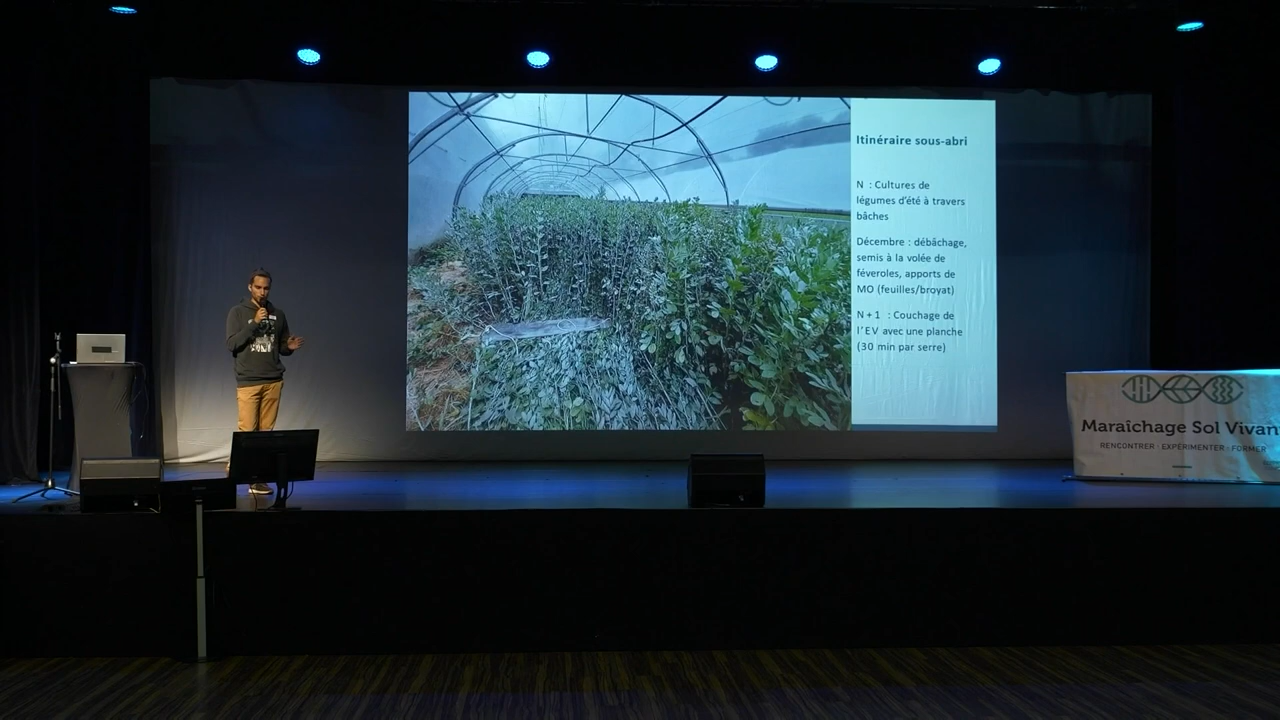 Itinéraire sous-abri
N : Cultures de
légumes d'été à travers
bâches
Décembre : débâchage,
semis à la volée de
féveroles, apports de
MO (feuilles/broyat)
N+1 : Couchage de
l'EV avec une planche
(30 min par serre)
Maraîchage Sol Vivant
RENCONTRER · EXPÉRIMENTER · FORMER